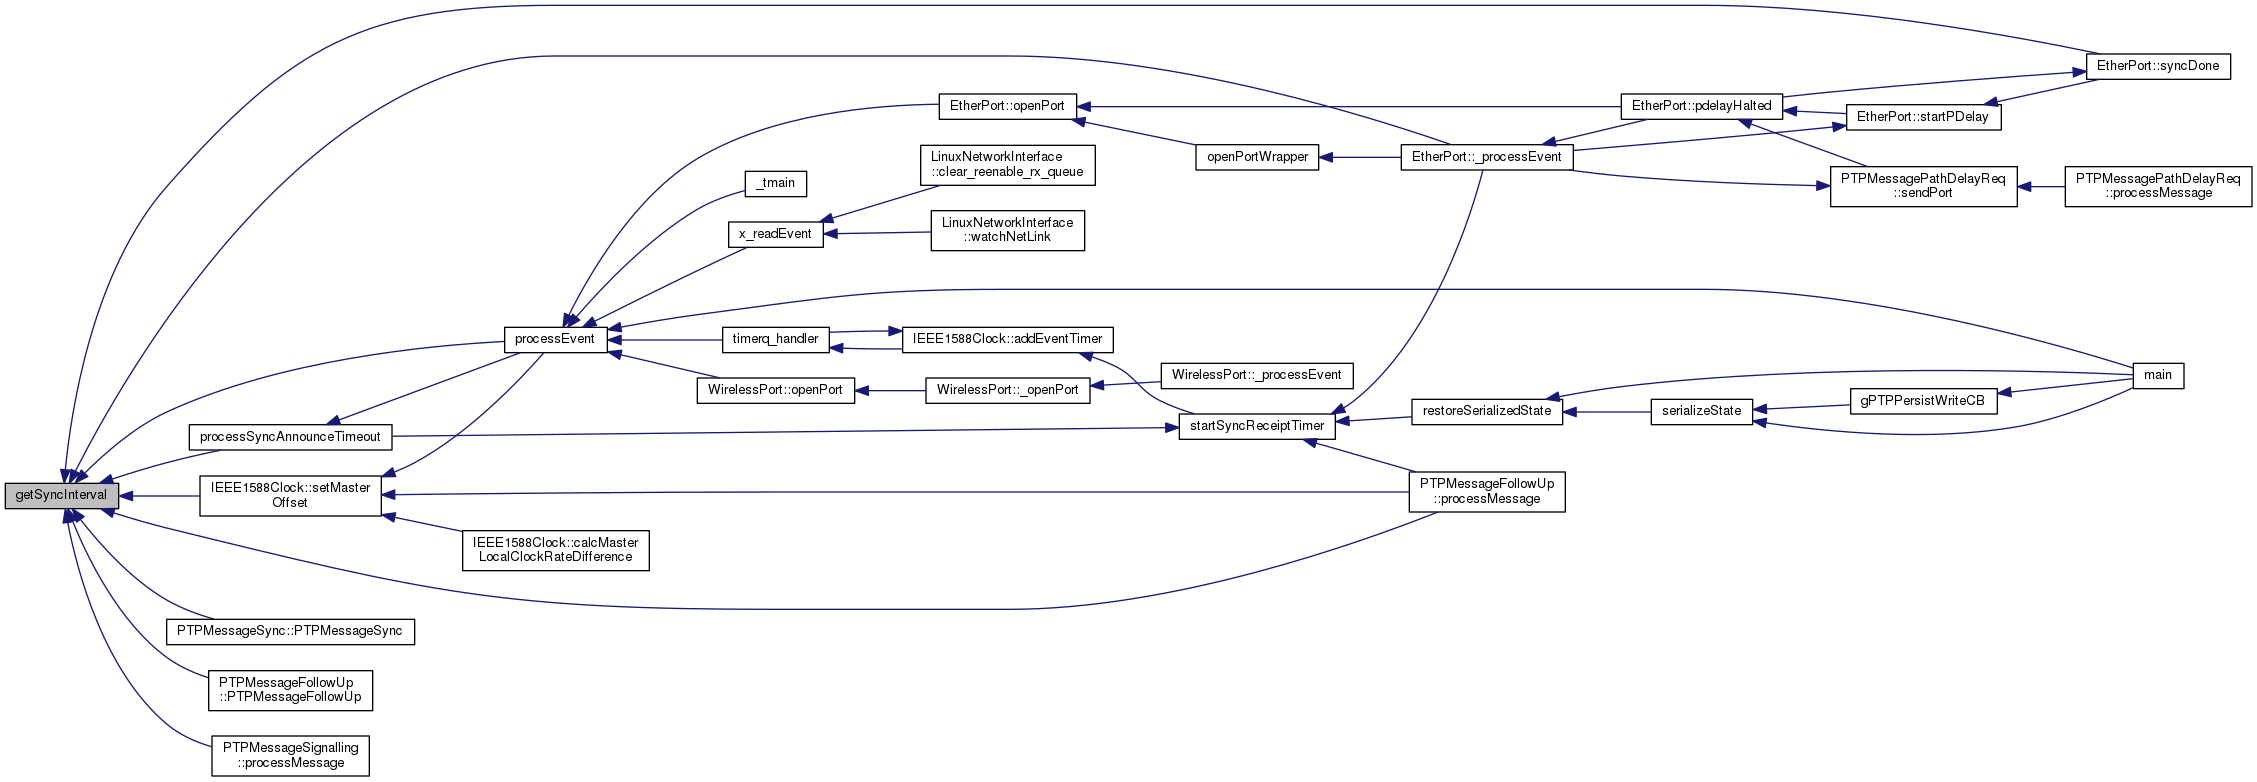 EtherPort::syncDone
EtherPort::openPort
EtherPort::pdelayHalted
EtherPort::startPDelay
LinuxNetworkInterface
::clear_reenable_rx_queue
openPortWrapper
EtherPort::_processEvent
_tmain
PTPMessagePathDelayReq
::sendPort
PTPMessagePathDelayReq
::processMessage
x_readEvent
LinuxNetworkInterface
::watchNetLink
processEvent
timerq_handler
IEEE1588Clock::addEventTimer
WirelessPort::openPort
WirelessPort::_openPort
WirelessPort::_processEvent
main
restoreSerializedState
serializeState
gPTPPersistWriteCB
processSyncAnnounceTimeout
startSyncReceiptTimer
getSyncInterval
IEEE1588Clock::setMaster
Offset
PTPMessageFollowUp
::processMessage
IEEE1588Clock::calcMaster
LocalClockRateDifference
PTPMessageSync::PTPMessageSync
PTPMessageFollowUp
::PTPMessageFollowUp
PTPMessageSignalling
::processMessage